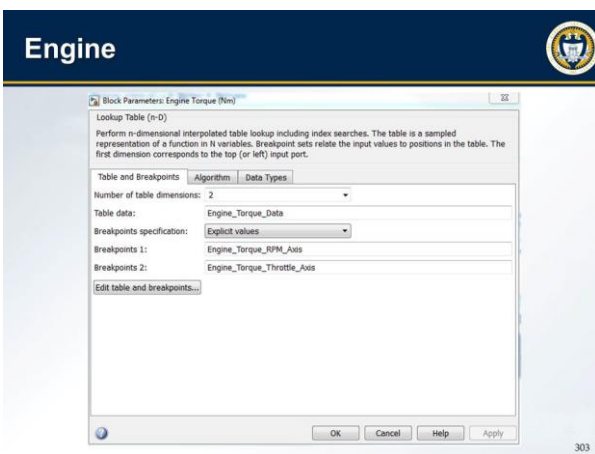 Engine
Block Parameters: Engine Torque (Nm)
Lookup Table (n-D)
Perform n-dimensional interpolated table lookup including index searches. The table is a sampled
representation of a function in N variables. Breakpoint sets relate the input values to positions in the table. The
first dimension corresponds to the top (or left) input port.
Table and Breakpoints Algorithm Data Types
Number of table dimensions: 2
Table data: Engine_Torque_Data
Breakpoints specification: Explicit values
Breakpoints 1: Engine_Torque_RPM_Axis
Breakpoints 2: Engine_Torque_Throttle_Axis
Edit table and breakpoints...
OK Cancel Help Apply
303